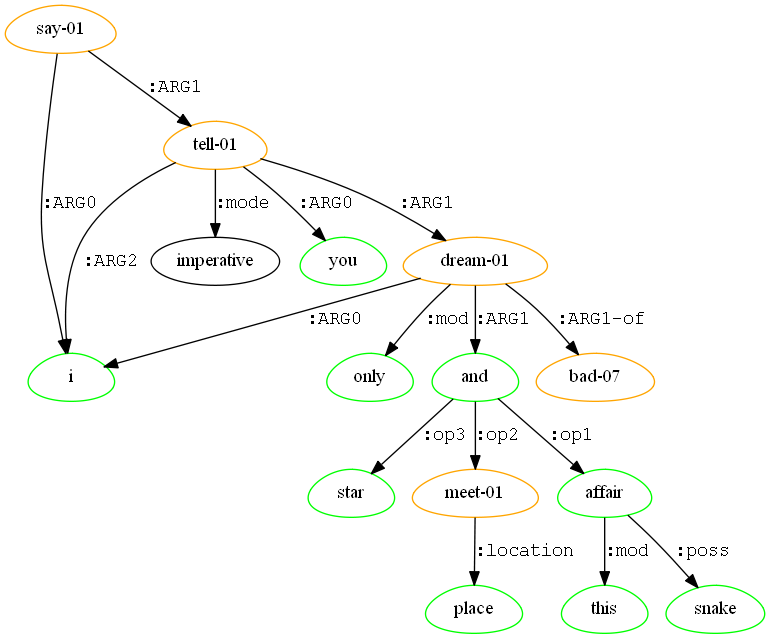 say-01
:ARG1
tell-01
:ARG0 :mode :ARG0 :ARG1
:ARG2 imperative you dream-01
:ARG0 :mod :ARG1 :ARG1-of
i only and bad-07
:op3 :op2 :op1
star meet-01 affair
:location :mod :poss
place this snake